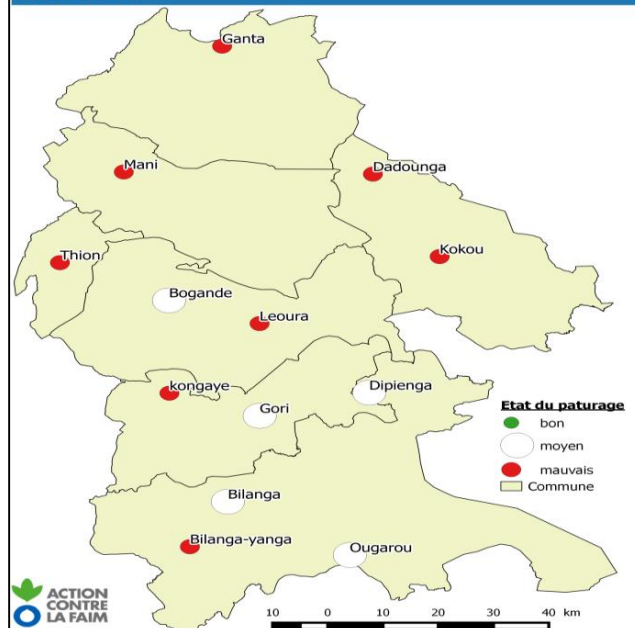 Ganta
Mani
Dadounga
Thion
Kokou
Bogande
Leoura
kongaye
Dipienga
Gori
Etat du paturage
bon
moyen
mauvais
Commune
Bilanga
Bilanga-yanga
Ougarou
ACTION
CONTRE
LA FAIM
10 0 10 20 30 40 km